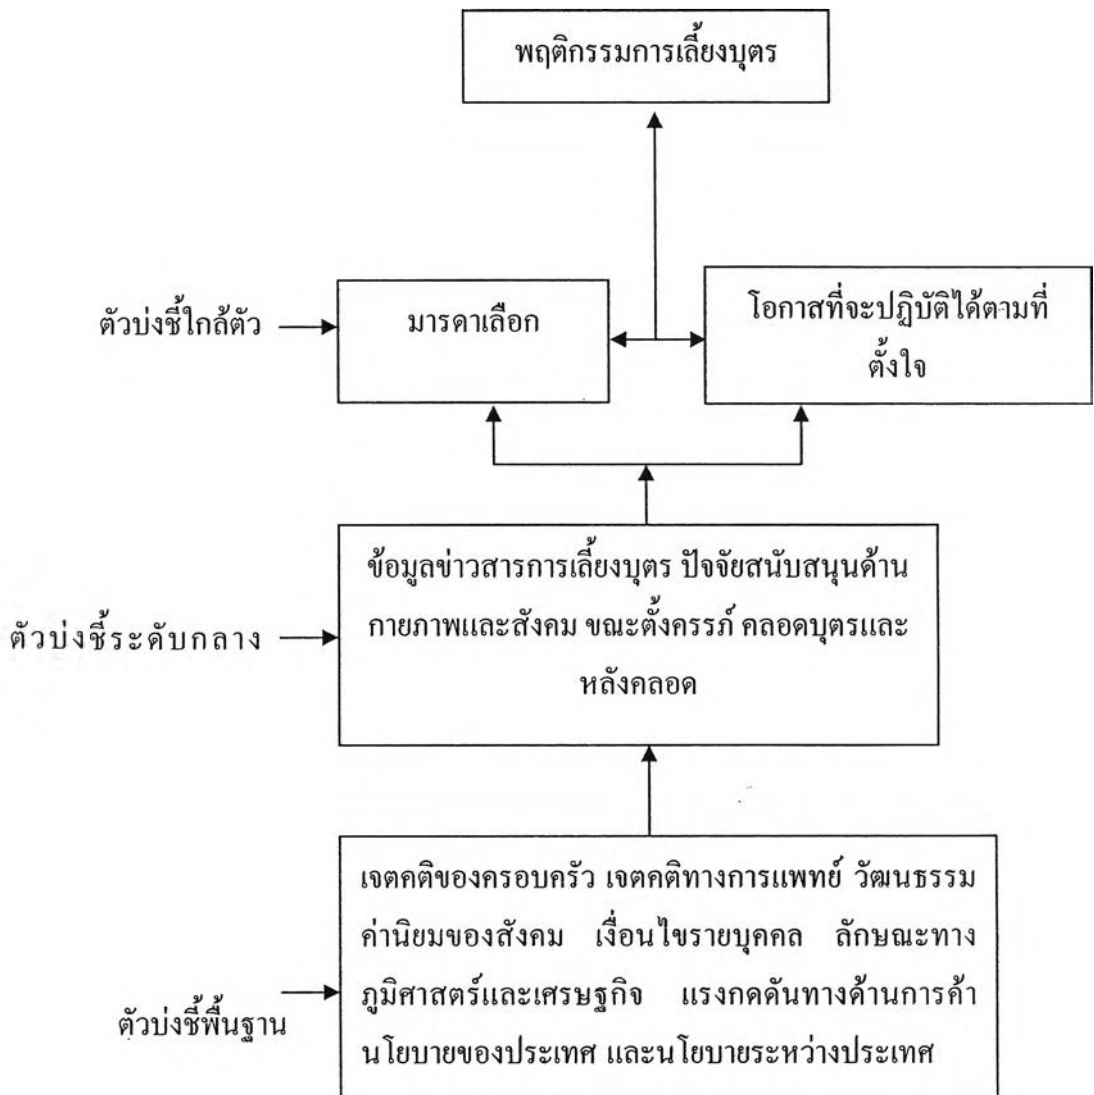 พฤติกรรมการเลี้ยงบุตร
ตัวบ่งชี้ใกล้ตัว
มารดาเลือก
โอกาสที่จะปฏิบัติได้ตามที่
ตั้งใจ
ตัวบ่งชี้ระดับกลาง
ข้อมูลข่าวสารการเลี้ยงบุตร ปัจจัยสนับสนุนด้าน
กายภาพและสังคม ขณะตั้งครรภ์ คลอดบุตรและ
หลังคลอด
ตัวบ่งชี้พื้นฐาน
เจตคติของครอบครัว เจตคติทางการแพทย์ วัฒนธรรม
ค่านิยมของสังคม เงื่อนไขรายบุคคล ลักษณะทาง
ภูมิศาสตร์และเศรษฐกิจ แรงกดดันทางด้านการค้า
นโยบายของประเทศ และนโยบายระหว่างประเทศ